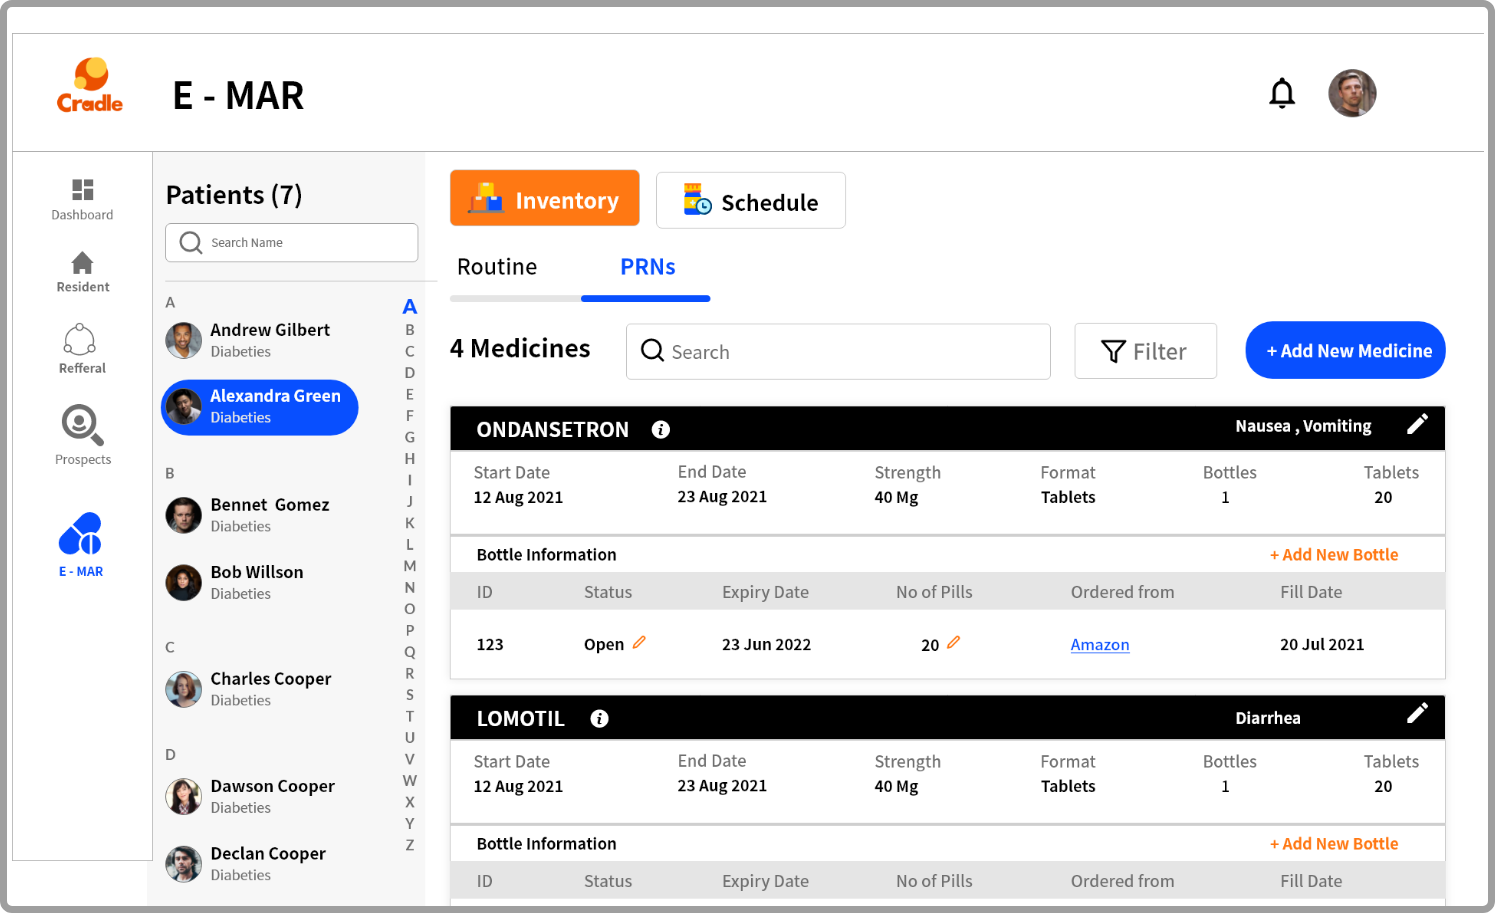 Cradle
E - MAR
Dashboard
Resident
Refferal
Prospects
E - MAR
Patients (7)
Search Name
A
Andrew Gilbert
Diabeties
Alexandra Green
Diabeties
B
Bennet Gomez
Diabeties
Bob Willson
Diabeties
C
Charles Cooper
Diabeties
D
Dawson Cooper
Diabeties
Declan Cooper
Diabeties
A
B
C
D
E
F
G
H
I
J
K
L
M
N
O
P
Q
R
S
T
U
V
W
X
Y
Z
Inventory
Schedule
Routine
PRNs
4 Medicines
Search
Filter
+ Add New Medicine
ONDANSETRON
Nausea , Vomiting
Start Date End Date Strength Format Bottles Tablets
12 Aug 2021 23 Aug 2021 40 Mg Tablets 1 20
Bottle Information + Add New Bottle
ID Status Expiry Date No of Pills Ordered from Fill Date
123 Open 23 Jun 2022 20 Amazon 20 Jul 2021
LOMOTIL
Diarrhea
Start Date End Date Strength Format Bottles Tablets
12 Aug 2021 23 Aug 2021 40 Mg Tablets 1 20
Bottle Information + Add New Bottle
ID Status Expiry Date No of Pills Ordered from Fill Date